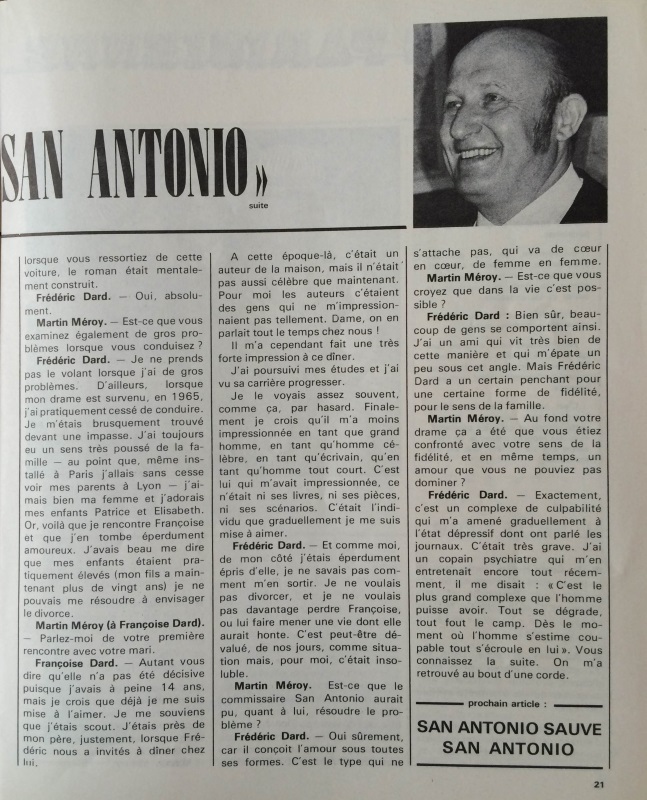 SAN ANTONIO»
suite
lorsque vous ressortiez de cette
voiture, le roman était mentale-
ment construit.
Frédéric Dard. — Oui, absolu-
ment.
Martin Méroy. — Est-ce que vous
examinez également de gros pro-
blèmes lorsque vous conduisez ?
Frédéric Dard. — Je ne prends
pas le volant lorsque j'ai de gros
problèmes. D'ailleurs, lorsque
mon drame est survenu, en 1965,
j'ai pratiquement cessé de conduire.
Je m'étais brusquement trouvé
devant une impasse. J'ai toujours
eu un sens très poussé de la fa-
mille — au point que, même ins-
tallé à Paris j'allais sans cesse
voir mes parents à Lyon — j'ai-
mais bien ma femme et j'adorais
mes enfants Patrice et Elisabeth.
Or, voilà que je rencontre Françoise
et que j'en tombe éperdument
amoureux. J'avais beau me dire
que mes enfants étaient pra-
tiquement élevés (mon fils a main-
tenant plus de vingt ans) je ne
pouvais me résoudre à envisager
le divorce.
Martin Méroy (à Françoise Dard).
— Parlez-moi de votre première
rencontre avec votre mari.
Françoise Dard. — Autant vous
dire qu'elle n'a pas été décisive
puisque j'avais à peine 14 ans,
mais je crois que déjà je me suis
mise à l'aimer. Je me souviens
que j'étais scout. J'étais près de
mon père, justement, lorsque Fré-
déric nous a invités à dîner chez
lui.
A cette époque-là, c'était un
auteur de la maison, mais il n'était
pas aussi célèbre que maintenant.
Pour moi les auteurs c'étaient
des gens qui ne m'impression-
naient pas tellement. Dame, on en
parlait tout le temps chez nous !
Il m'a cependant fait une très
forte impression à ce dîner.
J'ai poursuivi mes études et j'ai
vu sa carrière progresser.
Je le voyais assez souvent,
comme ça, par hasard. Finale-
ment je crois qu'il m'a moins
impressionnée en tant que grand
homme, en tant qu'homme cé-
lèbre, en tant qu'écrivain, qu'en
tant qu'homme tout court. C'est
lui qui m'avait impressionnée, ce
n'était ni ses livres, ni ses pièces,
ni ses scénarios. C'était l'indi-
vidu que graduellement je me suis
mise à aimer.
Frédéric Dard. — Et comme moi,
de mon côté j'étais éperdument
épris d'elle, je ne savais pas com-
ment m'en sortir. Je ne voulais
pas divorcer, et je ne voulais
pas davantage perdre Françoise,
ou lui faire mener une vie dont elle
aurait honte. C'est peut-être dé-
valué, de nos jours, comme situa-
tion mais, pour moi, c'était inso-
luble.
Martin Méroy. Est-ce que le
commissaire San Antonio aurait
pu, quant à lui, résoudre le pro-
blème ?
Frédéric Dard. — Oui sûrement,
car il conçoit l'amour sous toutes
ses formes. C'est le type qui ne
s'attache pas, qui va de cœur
en cœur, de femme en femme.
Martin Méroy. — Est-ce que vous
croyez que dans la vie c'est pos-
sible ?
Frédéric Dard : Bien sûr, beau-
coup de gens se comportent ainsi.
J'ai un ami qui vit très bien de
cette manière et qui m'épate un
peu sous cet angle. Mais Frédéric
Dard a un certain penchant pour
une certaine forme de fidélité,
pour le sens de la famille.
Martin Méroy. — Au fond votre
drame ça a été que vous étiez
confronté avec votre sens de la
fidélité, et en même temps, un
amour que vous ne pouviez pas
dominer ?
Frédéric Dard. — Exactement,
c'est un complexe de culpabilité
qui m'a amené graduellement à
l'état dépressif dont ont parlé les
journaux. C'était très grave. J'ai
un copain psychiatre qui m'en
entretenait encore tout récem-
ment, il me disait : «C'est le
plus grand complexe que l'homme
puisse avoir. Tout se dégrade,
tout fout le camp. Dès le mo-
ment où l'homme s'estime cou-
pable tout s'écroule en lui». Vous
connaissez la suite. On m'a
retrouvé au bout d'une corde.
prochain article :
SAN ANTONIO SAUVE
SAN ANTONIO
21